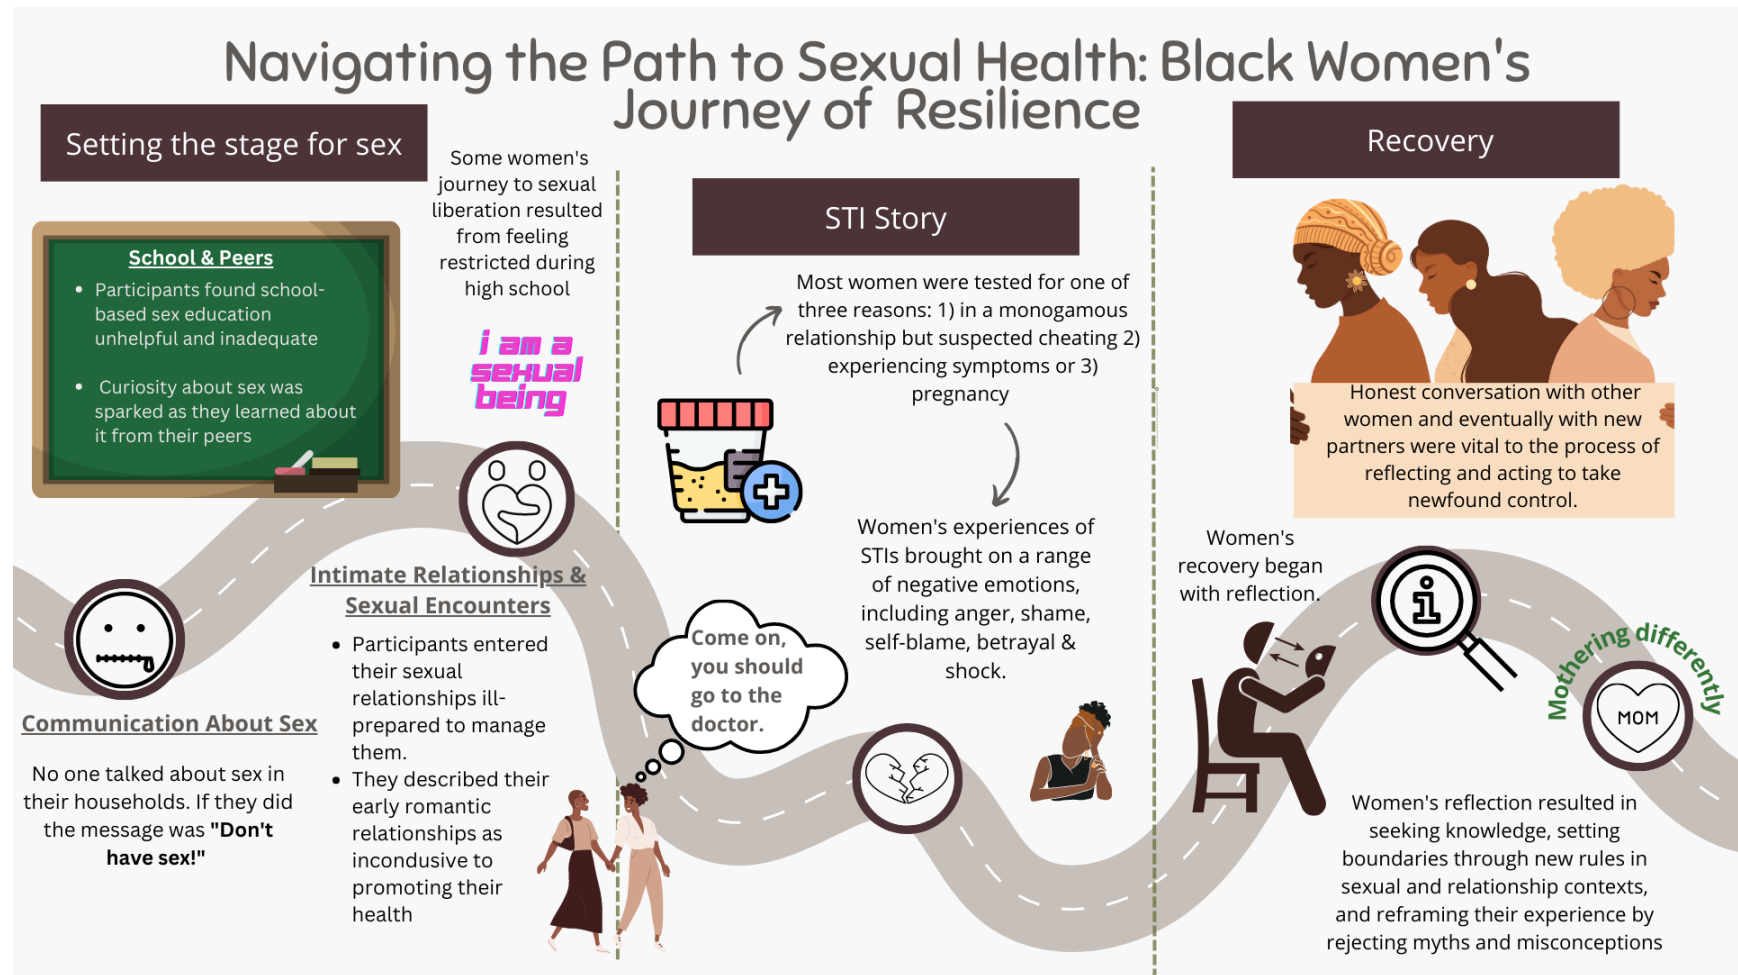 Navigating the Path to Sexual Health: Black Women's
Journey of Resilience
Setting the stage for sex
School & Peers
• Participants found school-
based sex education
unhelpful and inadequate
• Curiosity about sex was
sparked as they learned about
it from their peers
Some women's
journey to sexual
liberation resulted
from feeling
restricted during
high school
i am a
sexual
being
Communication About Sex
No one talked about sex in
their households. If they did
the message was "Don't
have sex!"
Intimate Relationships &
Sexual Encounters
• Participants entered
their sexual
relationships ill-
prepared to manage
them.
• They described their
early romantic
relationships as
incondusive to
promoting their
health
STI Story
Most women were tested for one of
three reasons: 1) in a monogamous
relationship but suspected cheating 2)
experiencing symptoms or 3)
pregnancy
Women's experiences of
STIs brought on a range
of negative emotions,
including anger, shame,
self-blame, betrayal &
shock.
Come on,
you should
go to the
doctor.
Recovery
Honest conversation with other
women and eventually with new
partners were vital to the process of
reflecting and acting to take
newfound control.
Women's
recovery began
with reflection.
i
Mothering differently
MOM
Women's reflection resulted in
seeking knowledge, setting
boundaries through new rules in
sexual and relationship contexts,
and reframing their experience by
rejecting myths and misconceptions